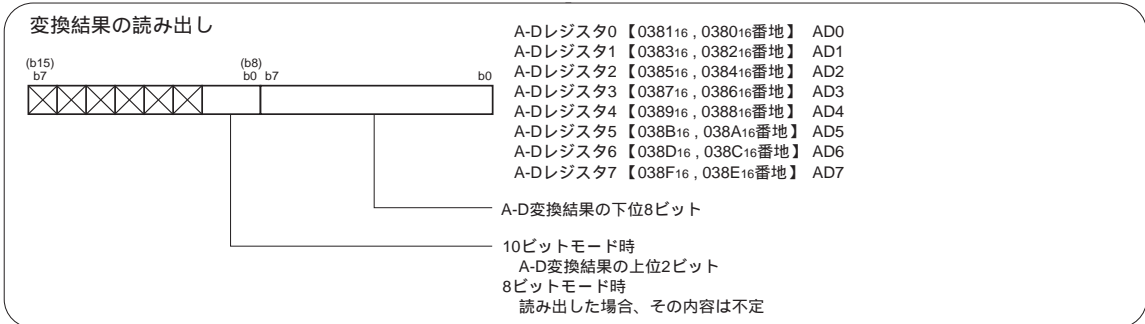 変換結果の読み出し
(b15) (b8)
b7 b0 b7 b0
A-Dレジスタ0 【038116 , 038016番地】 AD0
A-Dレジスタ1 【038316 , 038216番地】 AD1
A-Dレジスタ2 【038516 , 038416番地】 AD2
A-Dレジスタ3 【038716 , 038616番地】 AD3
A-Dレジスタ4 【038916 , 038816番地】 AD4
A-Dレジスタ5 【038B16 , 038A16番地】 AD5
A-Dレジスタ6 【038D16 , 038C16番地】 AD6
A-Dレジスタ7 【038F16 , 038E16番地】 AD7
A-D変換結果の下位8ビット
10ビットモード時
A-D変換結果の上位2ビット
8ビットモード時
読み出した場合、その内容は不定